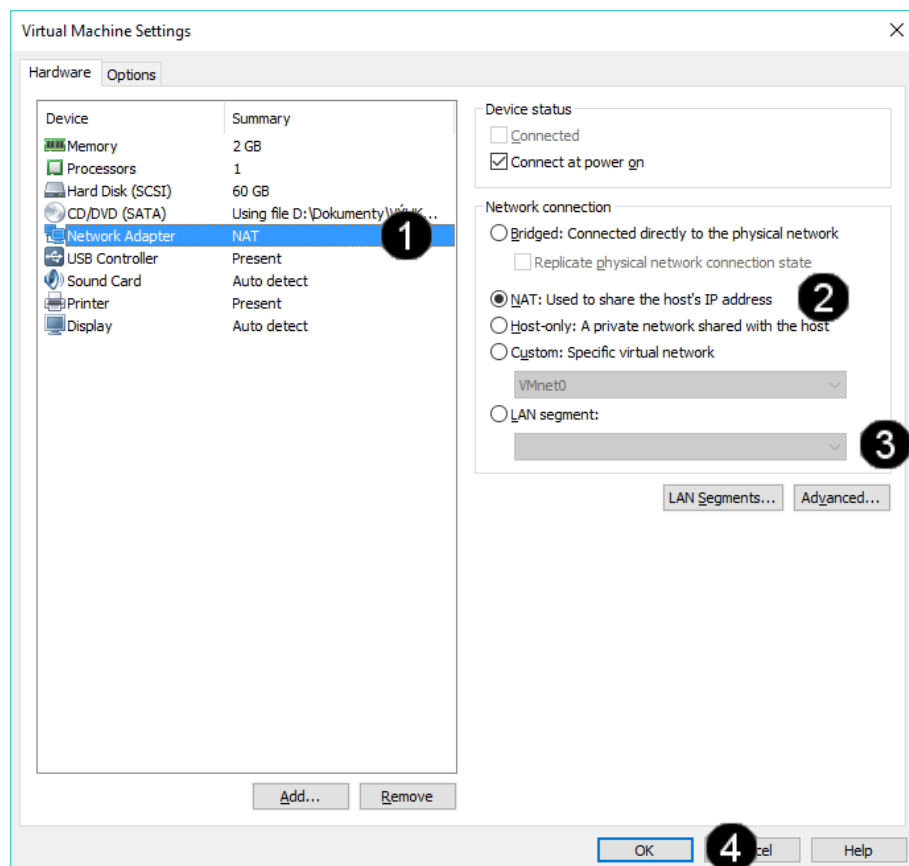 Virtual Machine Settings
Hardware Options
Device Summary
Memory 2 GB
Processors 1
Hard Disk (SCSI) 60 GB
CD/DVD (SATA) Using file D:\Dokumenty\VÝUK...
Network Adapter NAT 1
USB Controller Present
Sound Card Auto detect
Printer Present
Display Auto detect
Add... Remove
Device status
Connected
Connect at power on
Network connection
Bridged: Connected directly to the physical network
Replicate physical network connection state
NAT: Used to share the host's IP address 2
Host-only: A private network shared with the host
Custom: Specific virtual network
VMnet0
LAN segment:
3
LAN Segments... Advanced...
OK 4 cel Help